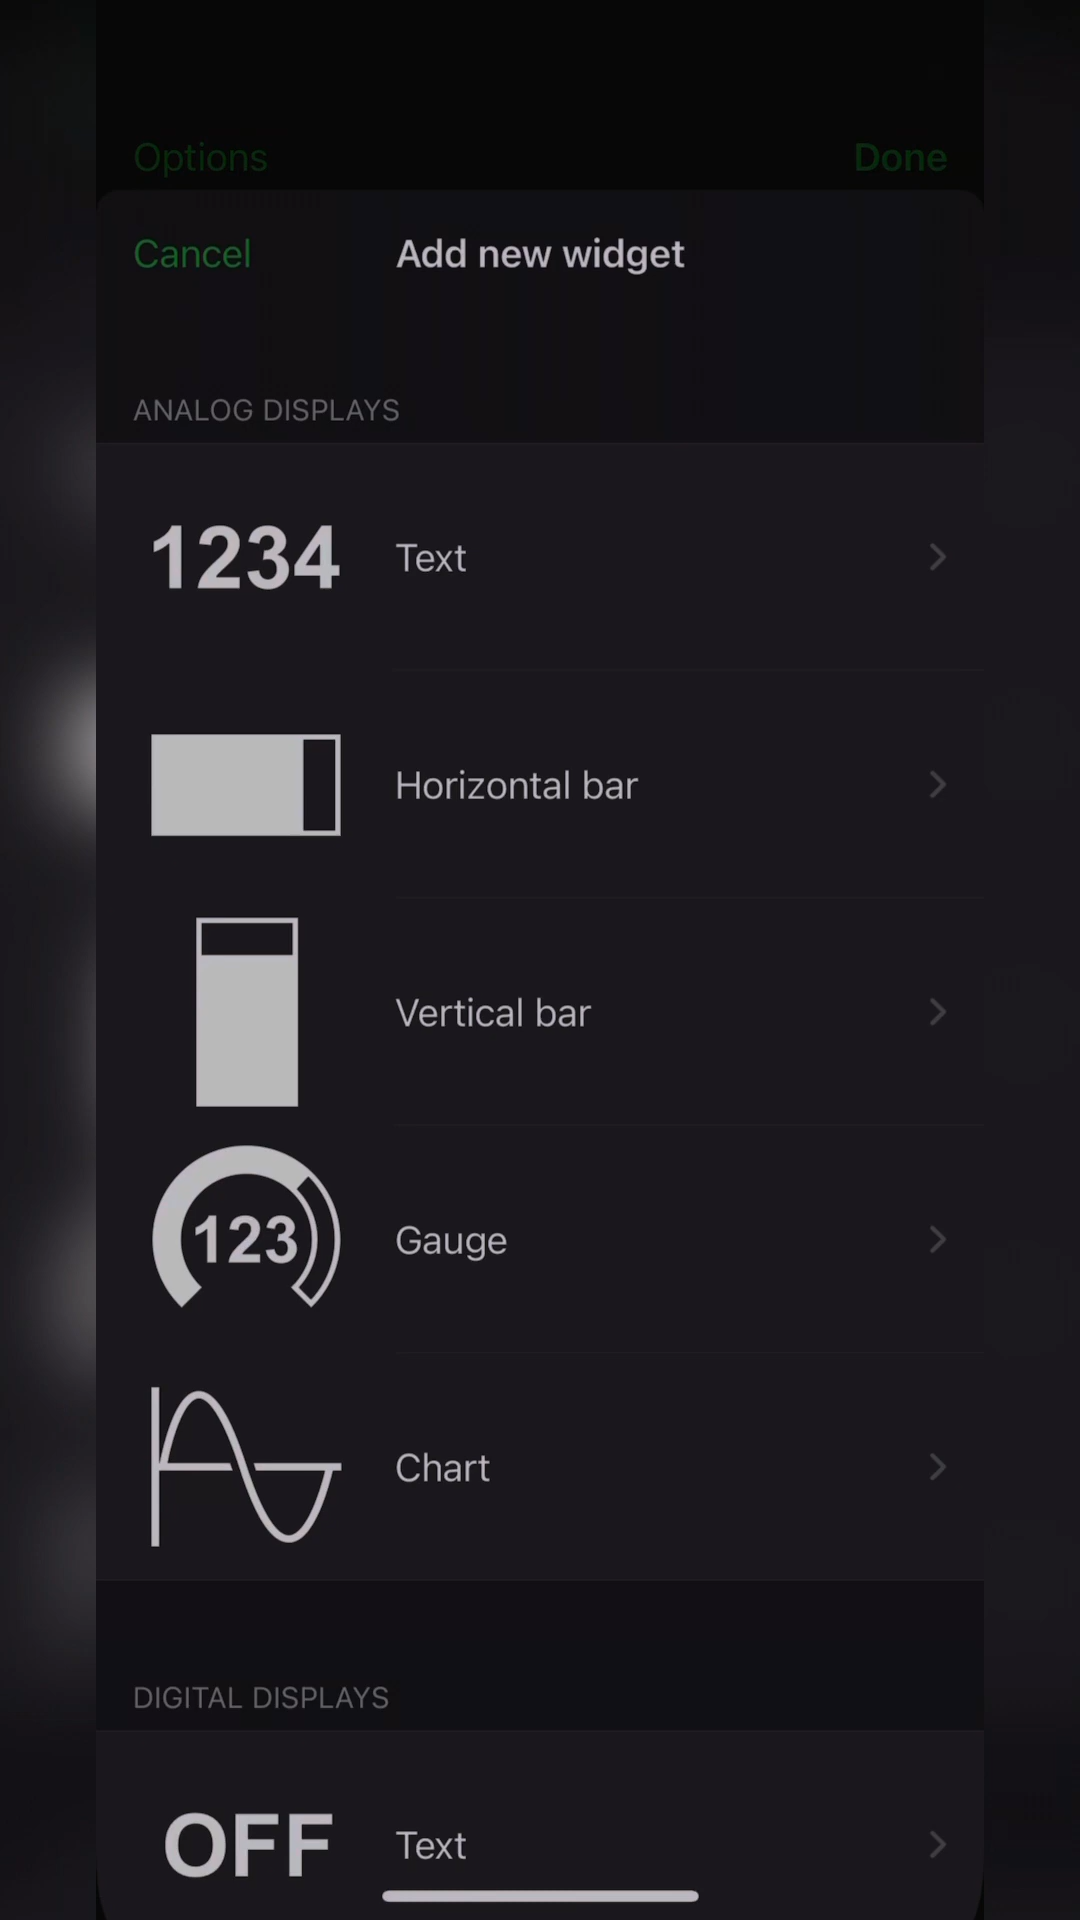 Options
Done
Cancel
Add new widget
ANALOG DISPLAYS
1234
Text
Horizontal bar
Vertical bar
123
Gauge
Chart
DIGITAL DISPLAYS
OFF
Text